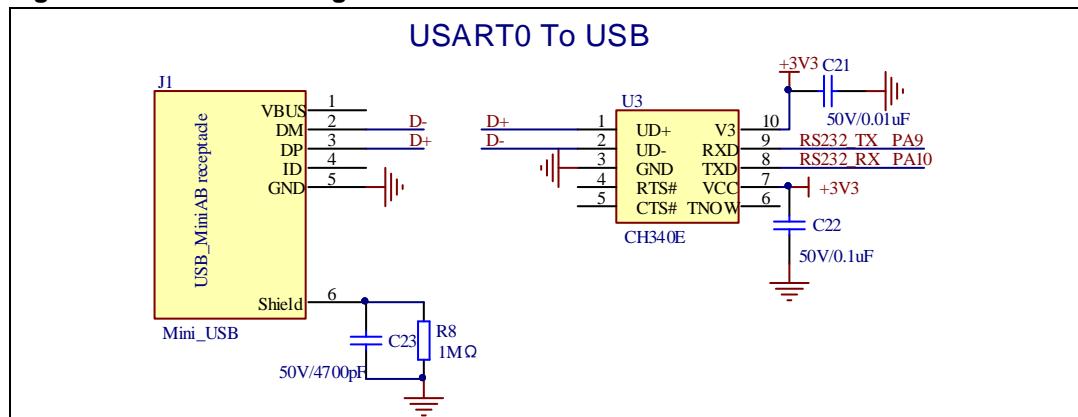 USART0 To USB
J1
VBUS 1
DM 2 D-
DP 3 D+
ID 4
GND 5
USB_MiniAB receptacle
Shield 6
Mini_USB
C23
50V/4700pF
R8
1MΩ
U3
D+ 1 UD+ V3 10
D- 2 UD- RXD 9 RS232_TX PA9
3 GND TXD 8 RS232_RX PA10
4 RTS# VCC 7 +3V3
5 CTS# TNOW 6
CH340E
+3V3 C21
50V/0.01uF
C22
50V/0.1uF